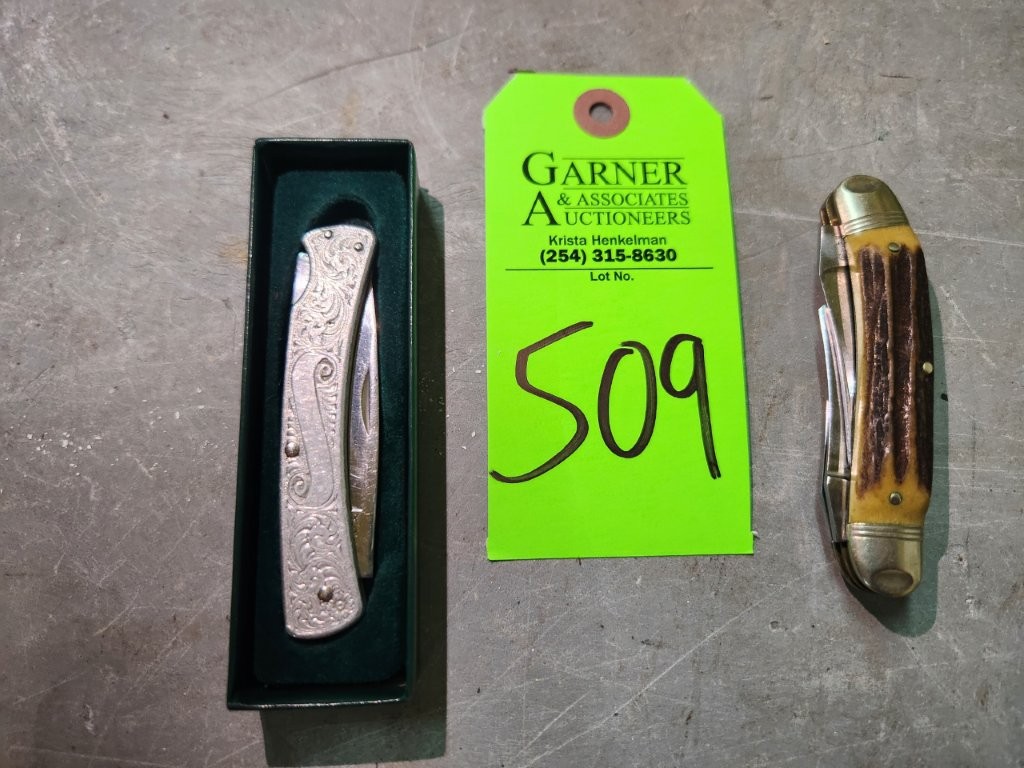 GARNER
& ASSOCIATES
AUCTIONEERS
Krista Henkelman
(254) 315-8630
Lot No.
509